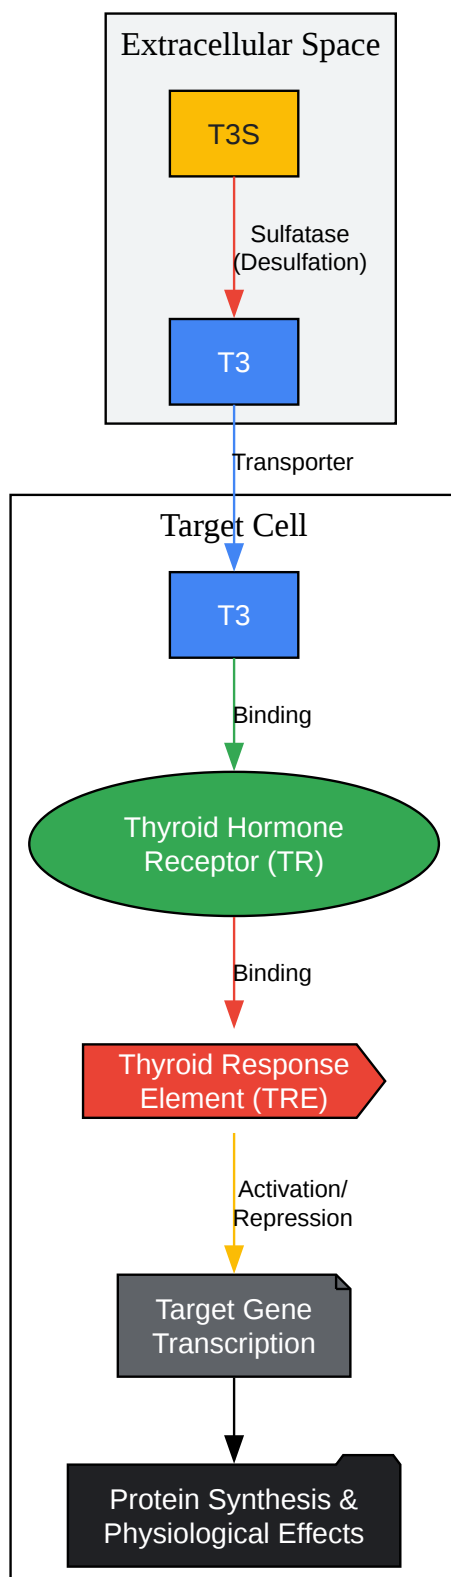 Extracellular Space
T3S
Sulfatase
(Desulfation)
T3
Transporter
Target Cell
T3
Binding
Thyroid Hormone
Receptor (TR)
Binding
Thyroid Response
Element (TRE)
Activation/
Repression
Target Gene
Transcription
Protein Synthesis &
Physiological Effects